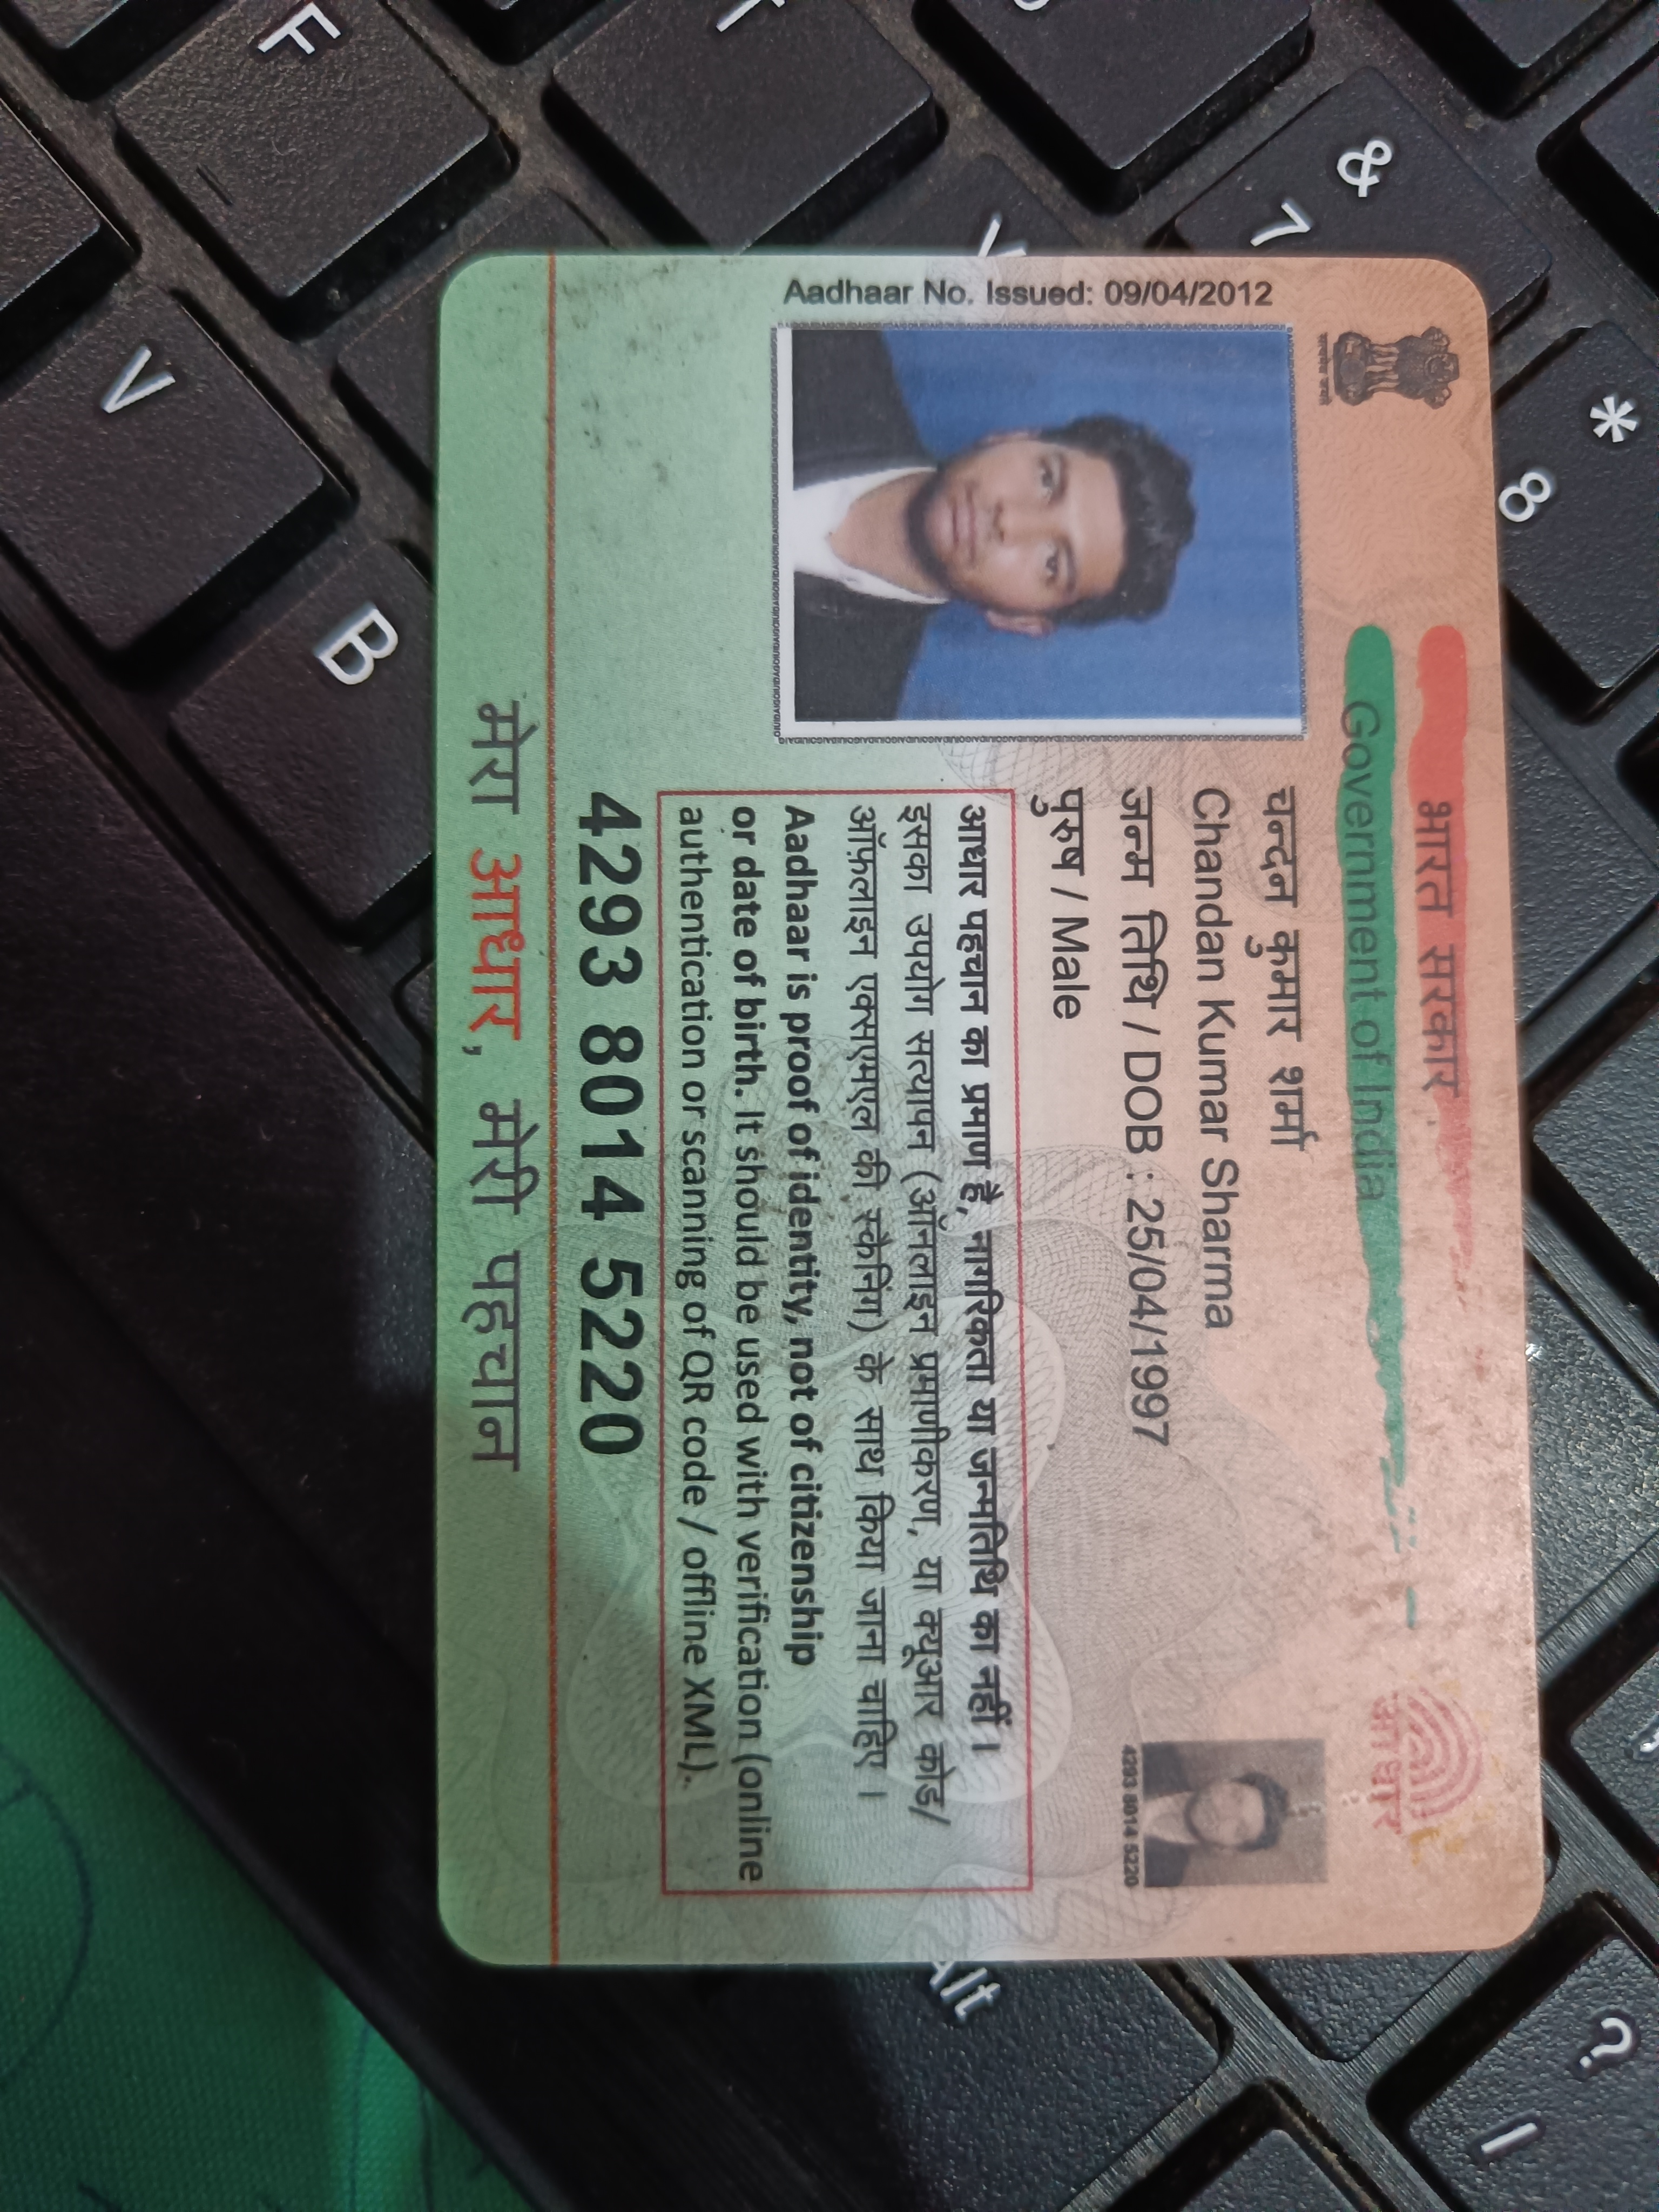 भारत सरकार
Government of India
Aadhaar No. Issued: 09/04/2012
चन्दन कुमार शर्मा
Chandan Kumar Sharma
जन्म तिथि / DOB : 25/04/1997
पुरुष / Male
आधार
4293 8014 5220
आधार पहचान का प्रमाण है, नागरिकता या जन्मतिथि का नहीं ।
इसका उपयोग सत्यापन (ऑनलाइन प्रमाणीकरण, या क्यूआर कोड/
ऑफ़लाइन एक्सएमएल की स्कैनिंग) के साथ किया जाना चाहिए ।
Aadhaar is proof of identity, not of citizenship
or date of birth. It should be used with verification (online
authentication or scanning of QR code / offline XML).
4293 8014 5220
मेरा आधार, मेरी पहचान
F
&
7
*
8
V
B
Alt
?